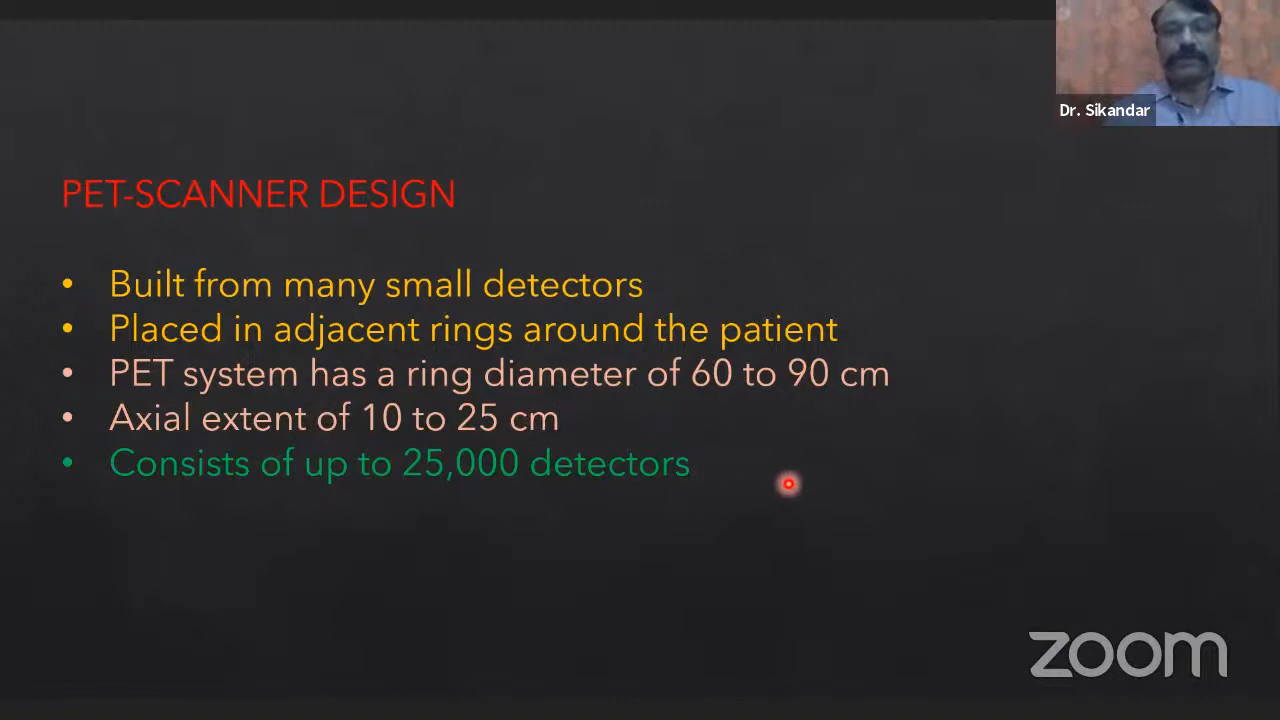 Dr. Sikandar
PET-SCANNER DESIGN
• Built from many small detectors
• Placed in adjacent rings around the patient
• PET system has a ring diameter of 60 to 90 cm
• Axial extent of 10 to 25 cm
• Consists of up to 25,000 detectors
zoom